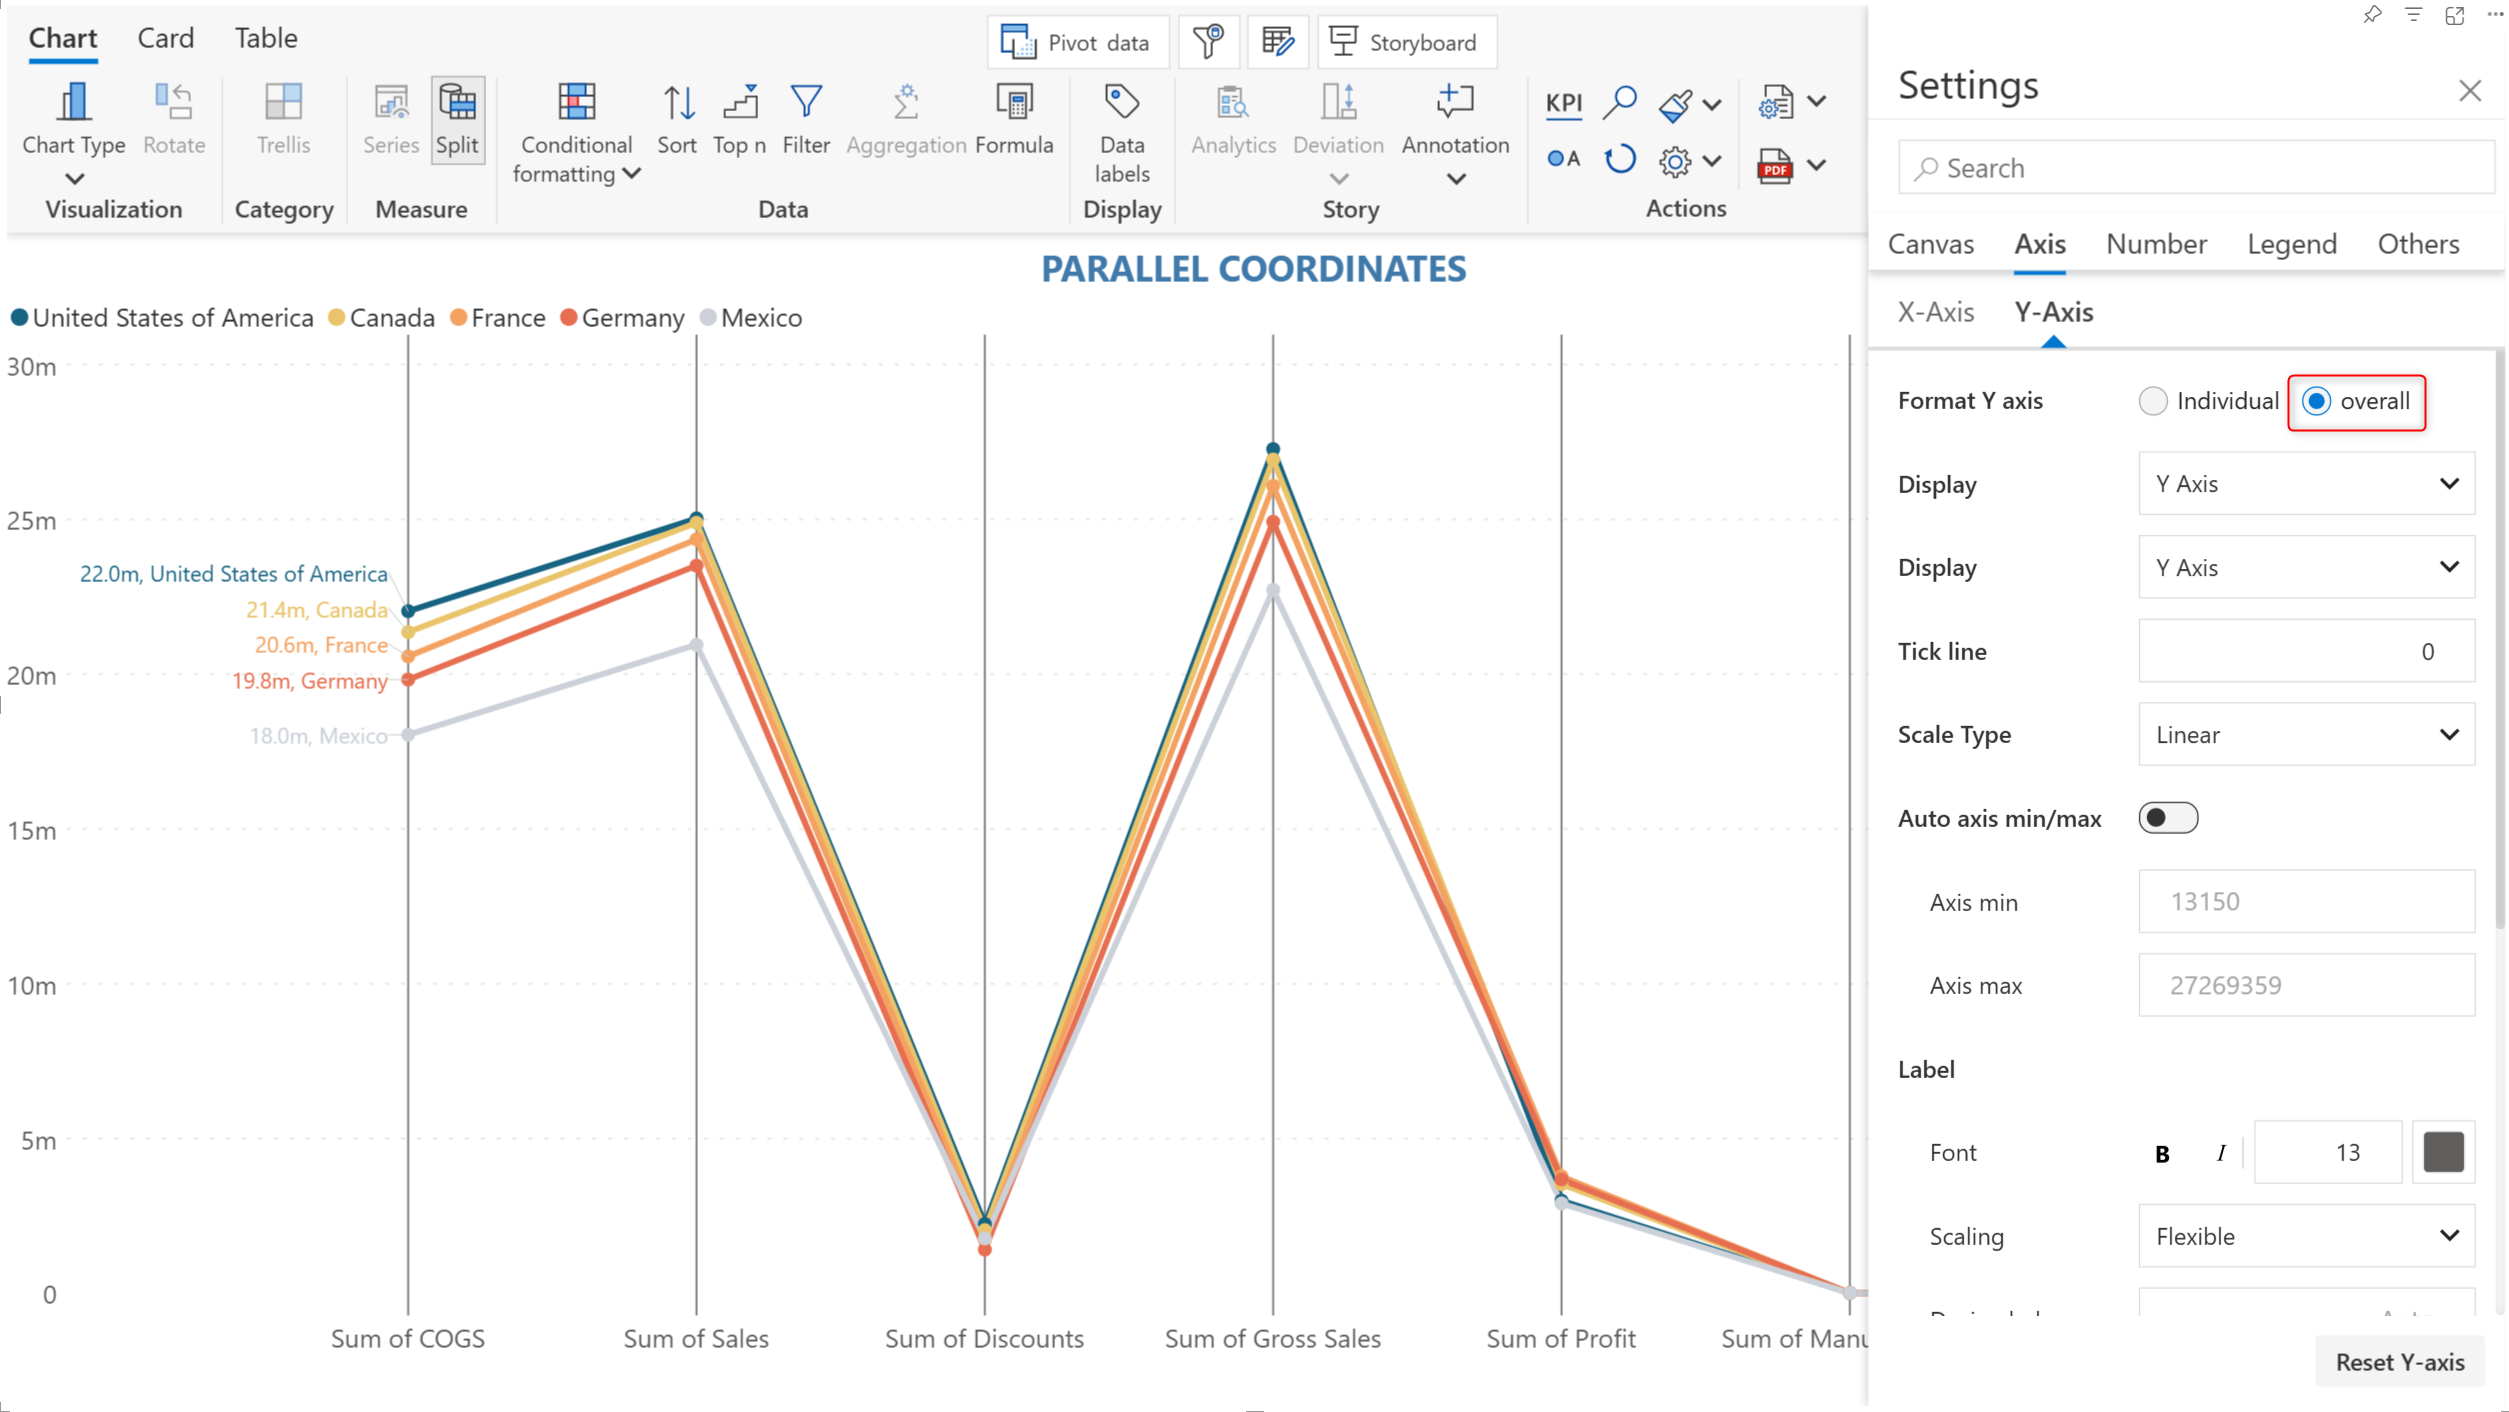 Chart Card Table
Pivot data
Storyboard
Chart Type
Rotate
Trellis
Series
Split
Conditional
formatting
Sort
Top n
Filter
Aggregation
Formula
Data
labels
Analytics
Deviation
Annotation
KPI
A
PDF
Visualization
Category
Measure
Data
Display
Story
Actions
PARALLEL COORDINATES
United States of America Canada France Germany Mexico
30m
25m
20m
15m
10m
5m
0
22.0m, United States of America
21.4m, Canada
20.6m, France
19.8m, Germany
18.0m, Mexico
Sum of COGS
Sum of Sales
Sum of Discounts
Sum of Gross Sales
Sum of Profit
Sum of Manu
Settings
Search
Canvas Axis Number Legend Others
X-Axis Y-Axis
Format Y axis Individual overall
Display Y Axis
Display Y Axis
Tick line 0
Scale Type Linear
Auto axis min/max
Axis min 13150
Axis max 27269359
Label
Font B I 13
Scaling Flexible
Reset Y-axis